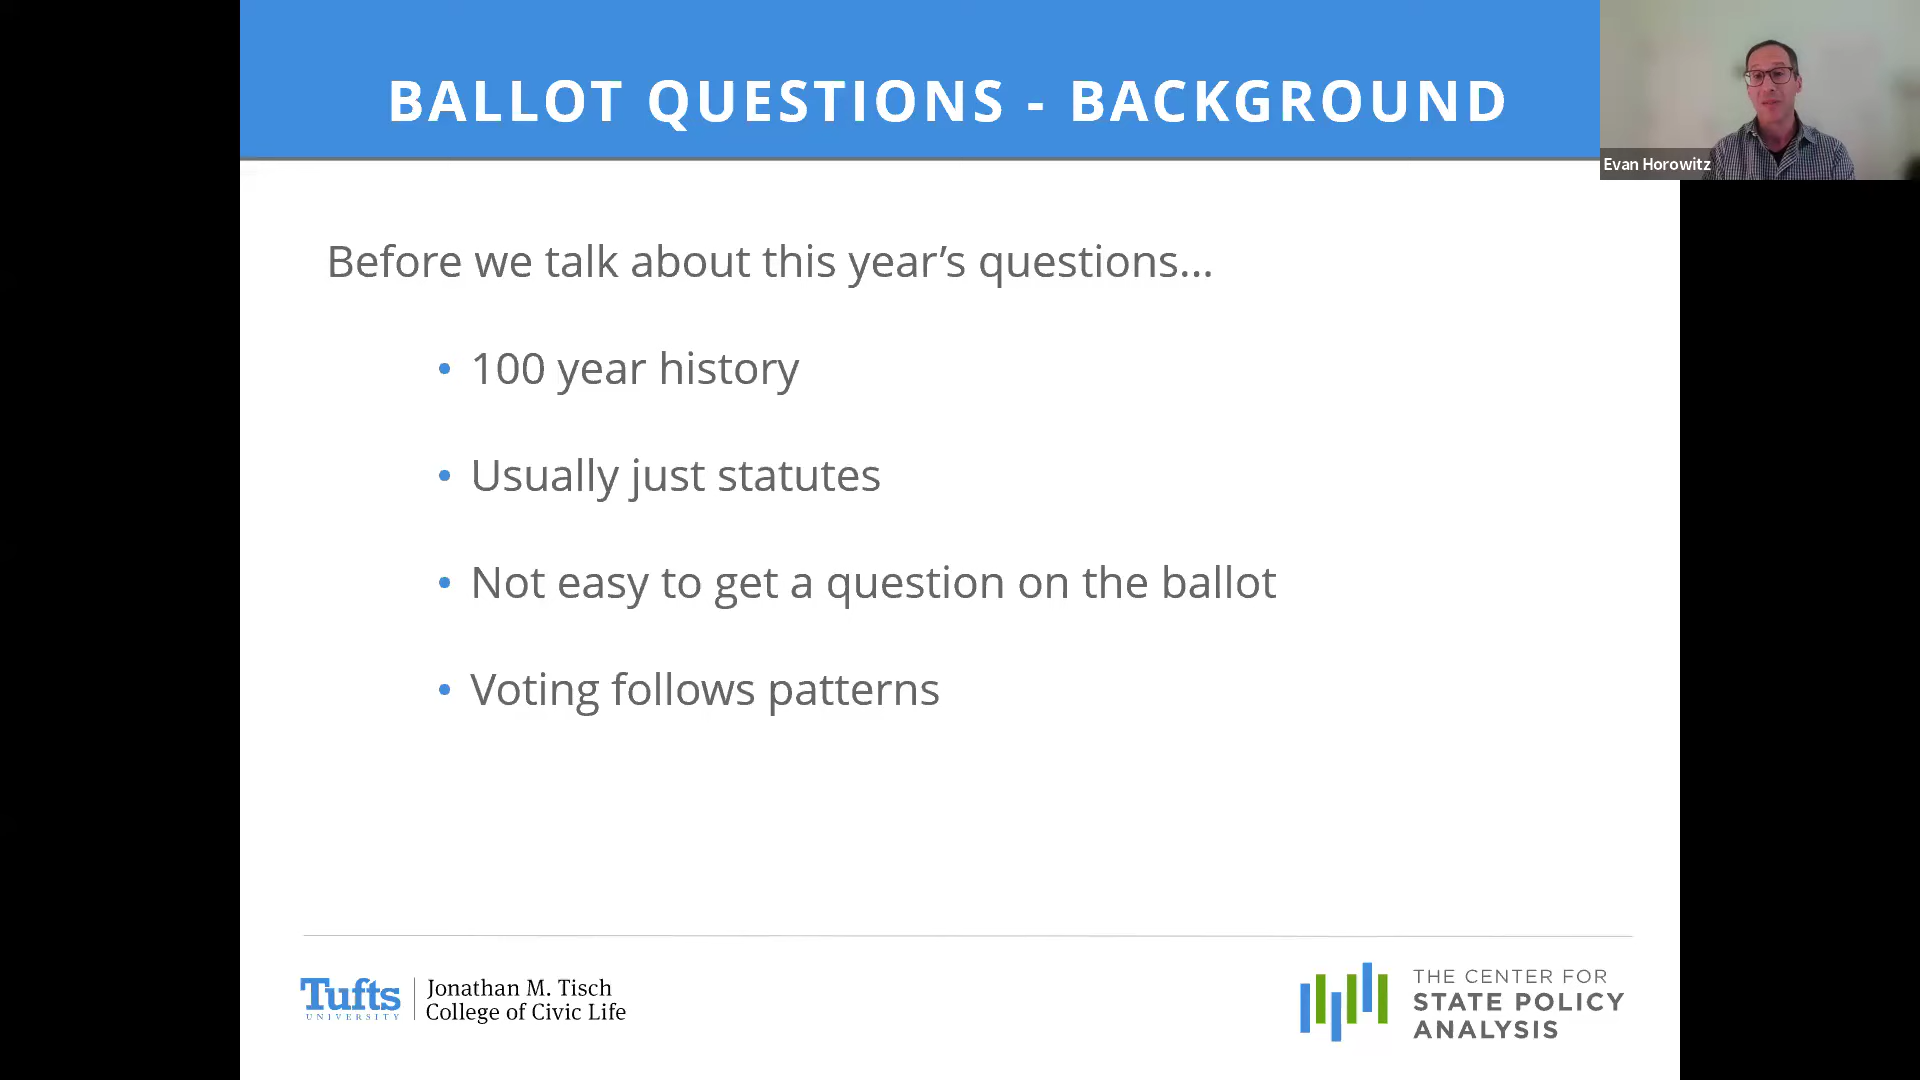 BALLOT QUESTIONS - BACKGROUND
Evan Horowitz
Before we talk about this year’s questions...
• 100 year history
• Usually just statutes
• Not easy to get a question on the ballot
• Voting follows patterns
Tufts
UNIVERSITY
Jonathan M. Tisch
College of Civic Life
THE CENTER FOR
STATE POLICY
ANALYSIS